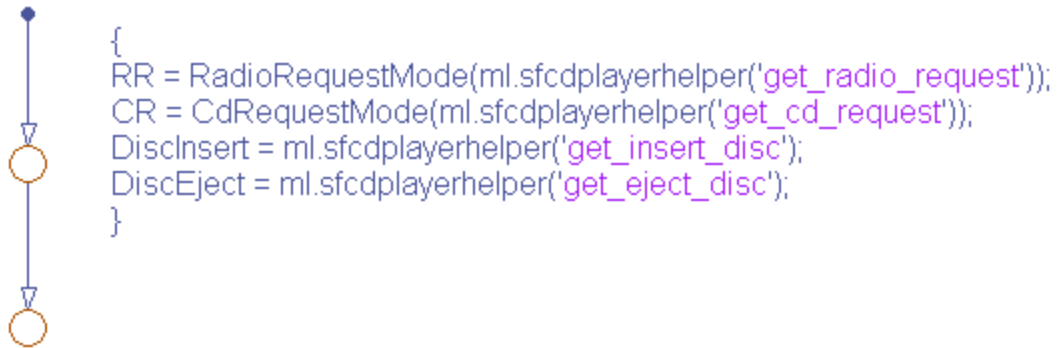 {
RR = RadioRequestMode(ml.sfcdplayerhelper('get_radio_request'));
CR = CdRequestMode(ml.sfcdplayerhelper('get_cd_request'));
DiscInsert = ml.sfcdplayerhelper('get_insert_disc');
DiscEject = ml.sfcdplayerhelper('get_eject_disc');
}